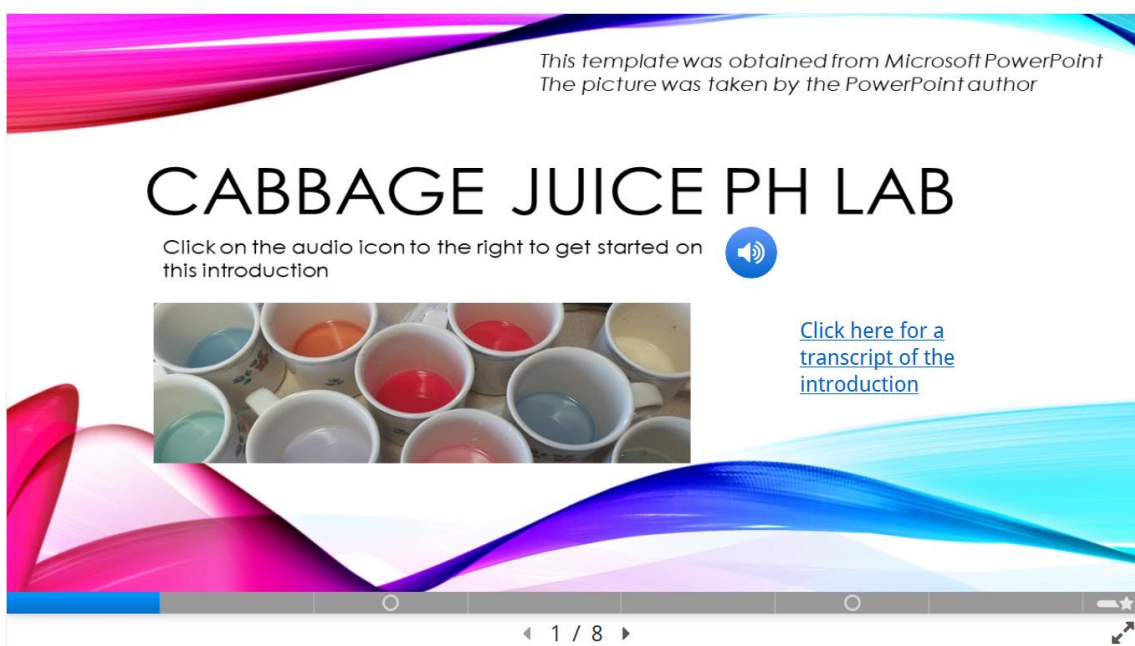 This template was obtained from Microsoft PowerPoint
The picture was taken by the PowerPoint author
CABBAGE JUICE PH LAB
Click on the audio icon to the right to get started on
this introduction
Click here for a
transcript of the
introduction
1 / 8